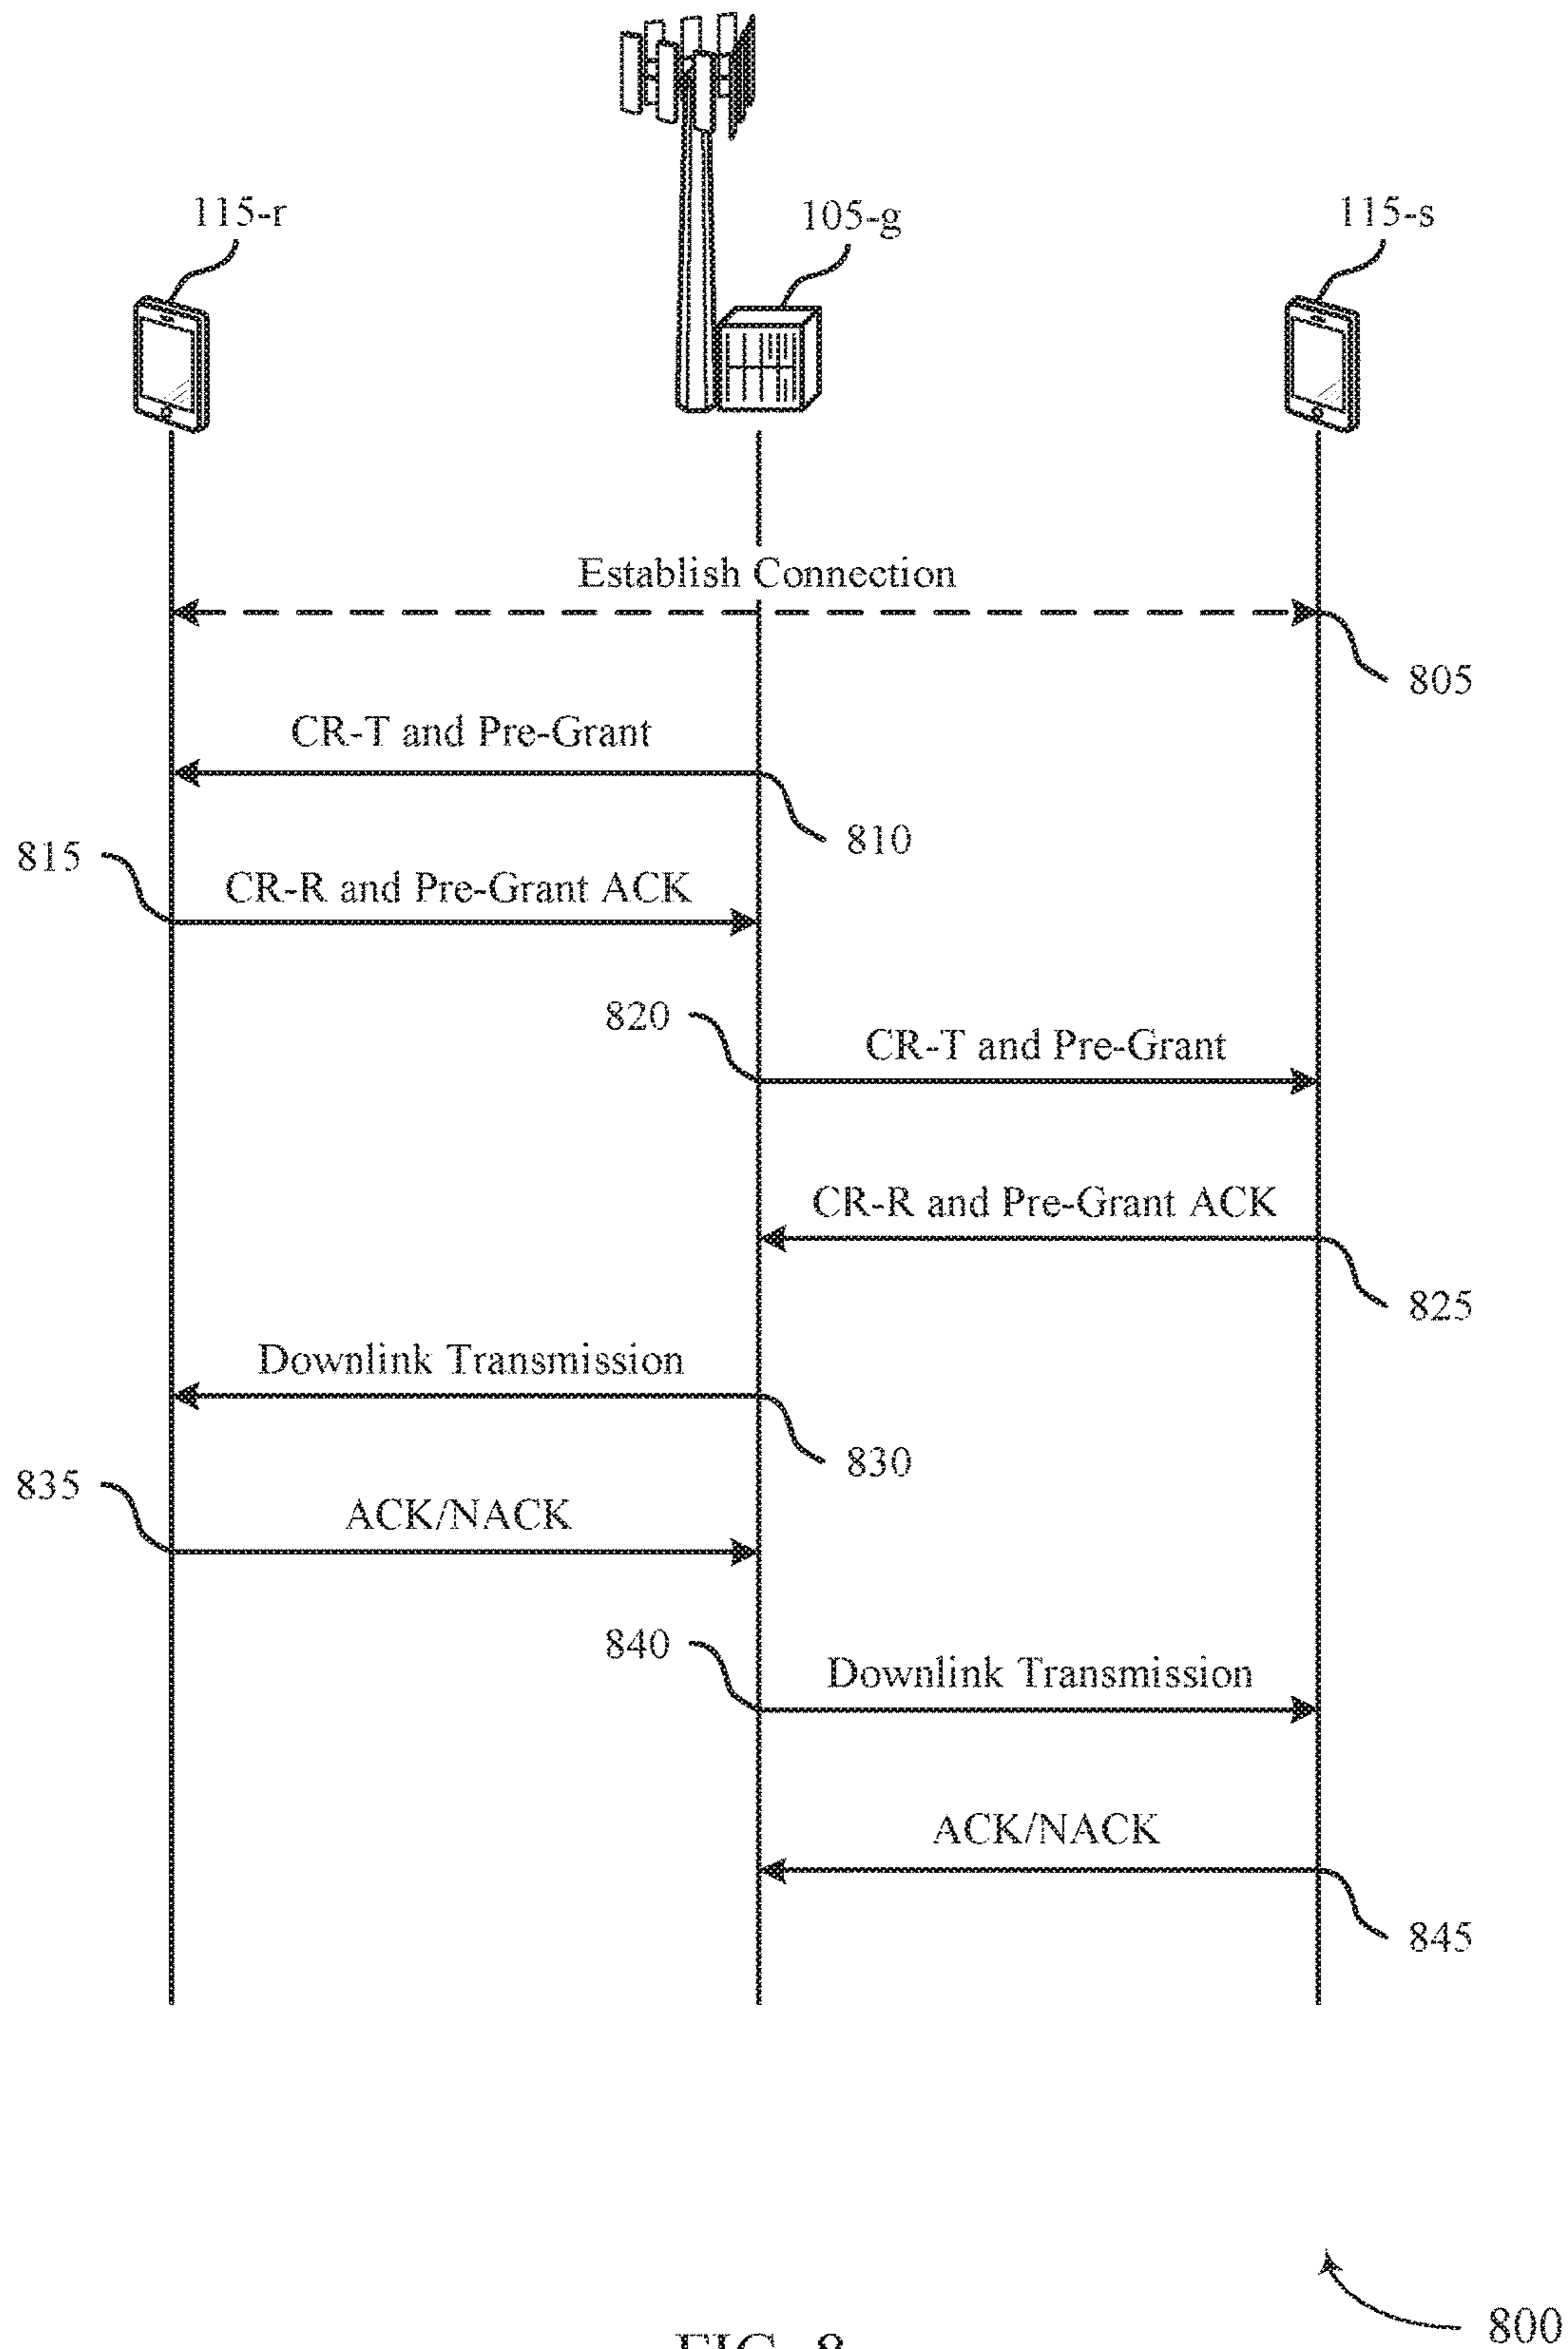 115-r
105-g
115-s
Establish Connection
805
CR-T and Pre-Grant
810
815
CR-R and Pre-Grant ACK
820
CR-T and Pre-Grant
CR-R and Pre-Grant ACK
825
Downlink Transmission
830
835
ACK/NACK
840
Downlink Transmission
ACK/NACK
845
800
FIG. 8